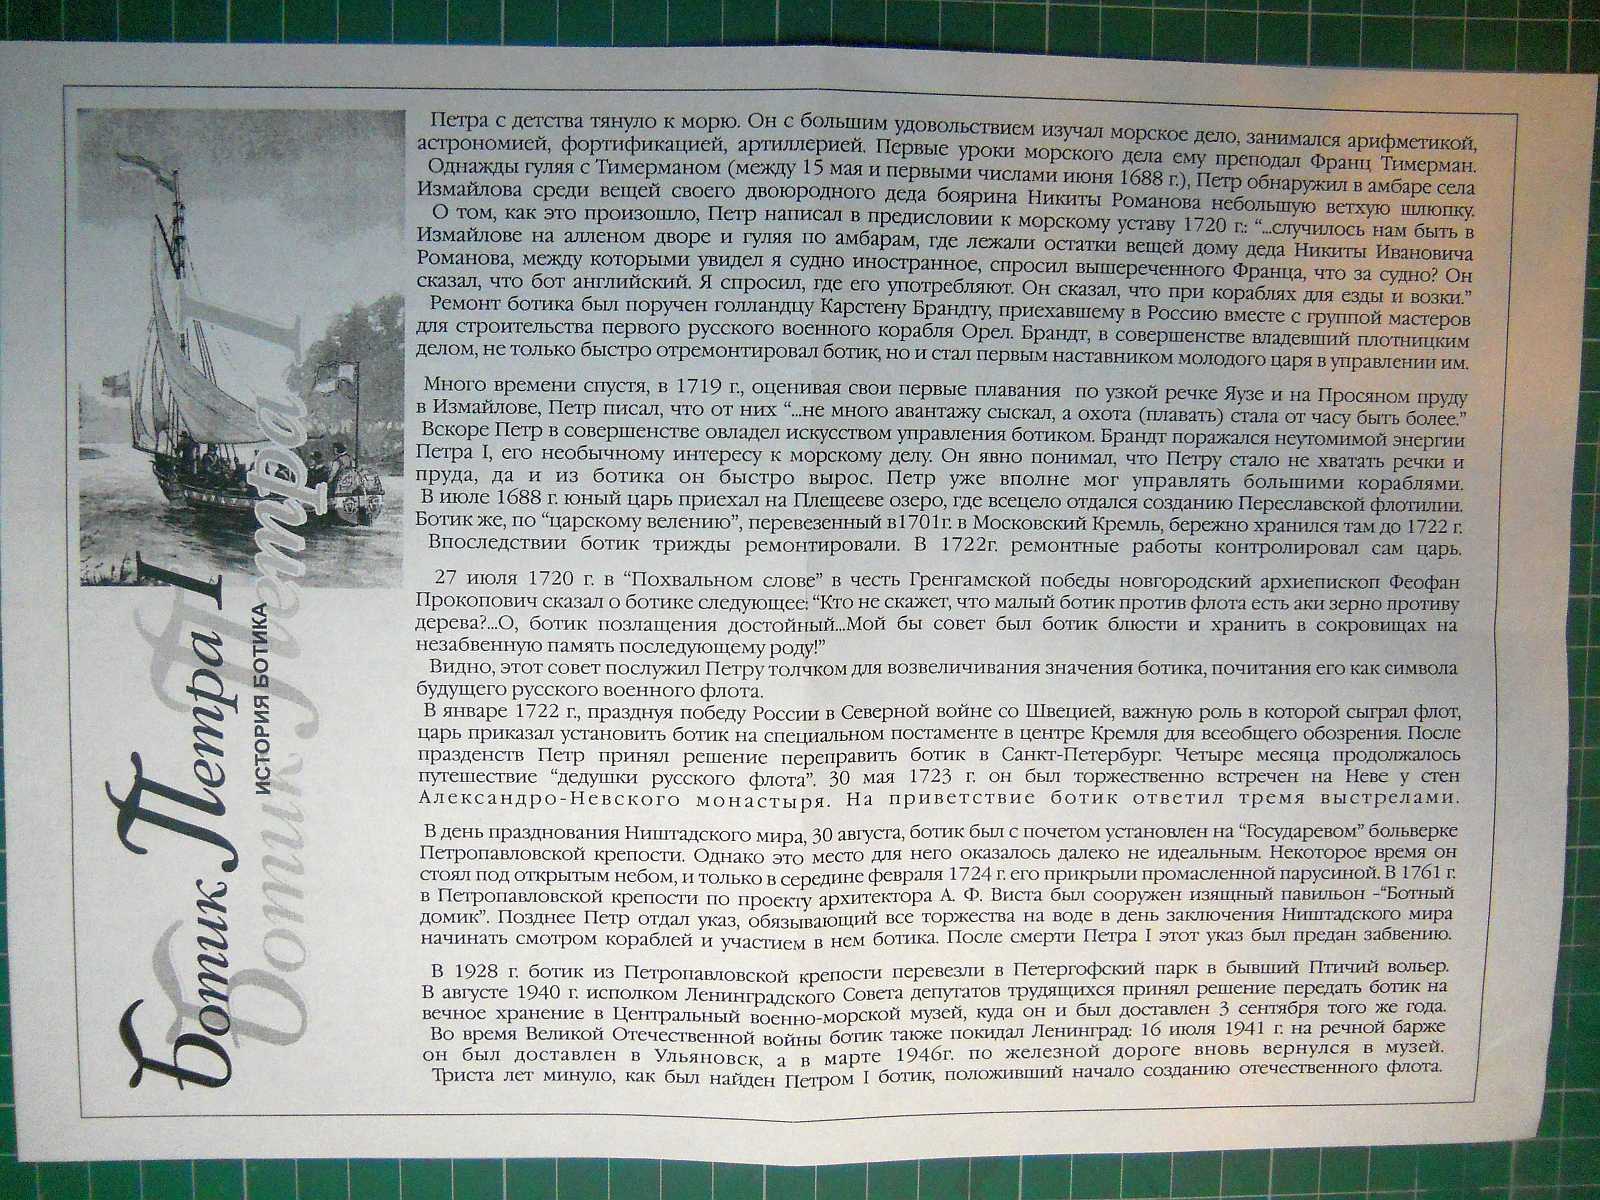 Ботик Петра I
Ботик Петра I
ИСТОРИЯ БОТИКА
Петра с детства тянуло к морю. Он с большим удовольствием изучал морское дело, занимался арифметикой,
астрономией, фортификацией, артиллерией. Первые уроки морского дела ему преподал Франц Тимерман.
Однажды гуляя с Тимерманом (между 15 мая и первыми числами июня 1688 г.), Петр обнаружил в амбаре села
Измайлова среди вещей своего двоюродного деда боярина Никиты Романова небольшую ветхую шлюпку.
О том, как это произошло, Петр написал в предисловии к морскому уставу 1720 г.: “...случилось нам быть в
Измайлове на алленом дворе и гуляя по амбарам, где лежали остатки вещей дому деда Никиты Ивановича
Романова, между которыми увидел я судно иностранное, спросил вышереченного Франца, что за судно? Он
сказал, что бот английский. Я спросил, где его употребляют. Он сказал, что при кораблях для езды и возки.”
Ремонт ботика был поручен голландцу Карстену Брандту, приехавшему в Россию вместе с группой мастеров
для строительства первого русского военного корабля Орел. Брандт, в совершенстве владевший плотницким
делом, не только быстро отремонтировал ботик, но и стал первым наставником молодого царя в управлении им.
Много времени спустя, в 1719 г., оценивая свои первые плавания по узкой речке Яузе и на Просяном пруду
в Измайлове, Петр писал, что от них “...не много авантажу сыскал, а охота (плавать) стала от часу быть более.”
Вскоре Петр в совершенстве овладел искусством управления ботиком. Брандт поражался неутомимой энергии
Петра I, его необычному интересу к морскому делу. Он явно понимал, что Петру стало не хватать речки и
пруда, да и из ботика он быстро вырос. Петр уже вполне мог управлять большими кораблями.
В июле 1688 г. юный царь приехал на Плещеево озеро, где всецело отдался созданию Переславской флотилии.
Ботик же, по “царскому велению”, перевезенный в1701г. в Московский Кремль, бережно хранился там до 1722 г.
Впоследствии ботик трижды ремонтировали. В 1722г. ремонтные работы контролировал сам царь.
27 июля 1720 г. в “Похвальном слове” в честь Гренгамской победы новгородский архиепископ Феофан
Прокопович сказал о ботике следующее: “Кто не скажет, что малый ботик против флота есть аки зерно противу
дерева?...О, ботик позлащения достойный...Мой бы совет был ботик блюсти и хранить в сокровищах на
незабвенную память последующему роду!”
Видно, этот совет послужил Петру толчком для возвеличивания значения ботика, почитания его как символа
будущего русского военного флота.
В январе 1722 г., празднуя победу России в Северной войне со Швецией, важную роль в которой сыграл флот,
царь приказал установить ботик на специальном постаменте в центре Кремля для всеобщего обозрения. После
празденств Петр принял решение переправить ботик в Санкт-Петербург. Четыре месяца продолжалось
путешествие “дедушки русского флота”. 30 мая 1723 г. он был торжественно встречен на Неве у стен
Александро-Невского монастыря. На приветствие ботик ответил тремя выстрелами.
В день празднования Ништадского мира, 30 августа, ботик был с почетом установлен на “Государевом” больверке
Петропавловской крепости. Однако это место для него оказалось далеко не идеальным. Некоторое время он
стоял под открытым небом, и только в середине февраля 1724 г. его прикрыли промасленной парусиной. В 1761 г.
в Петропавловской крепости по проекту архитектора А. Ф. Виста был сооружен изящный павильон –“Ботный
домик”. Позднее Петр отдал указ, обязывающий все торжества на воде в день заключения Ништадского мира
начинать смотром кораблей и участием в нем ботика. После смерти Петра I этот указ был предан забвению.
В 1928 г. ботик из Петропавловской крепости перевезли в Петергофский парк в бывший Птичий вольер.
В августе 1940 г. исполком Ленинградского Совета депутатов трудящихся принял решение передать ботик на
вечное хранение в Центральный военно-морской музей, куда он и был доставлен 3 сентября того же года.
Во время Великой Отечественной войны ботик также покидал Ленинград: 16 июля 1941 г. на речной барже
он был доставлен в Ульяновск, а в марте 1946г. по железной дороге вновь вернулся в музей.
Триста лет минуло, как был найден Петром I ботик, положивший начало созданию отечественного флота.